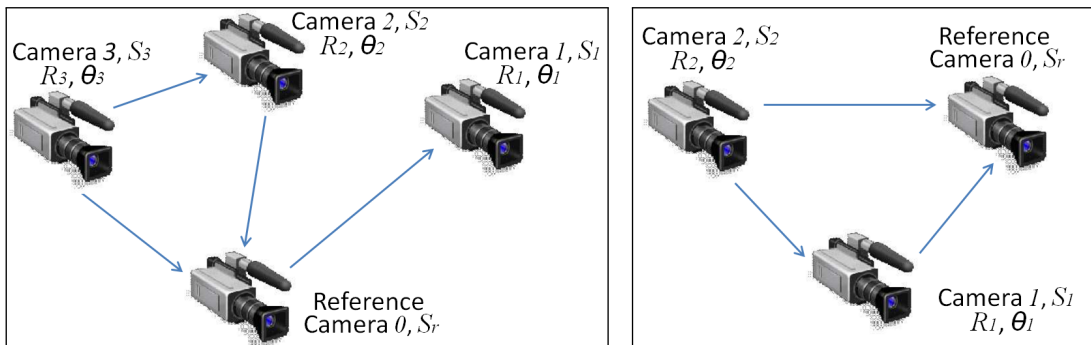 Camera 3, S3
R3, θ3
Camera 2, S2
R2, θ2
Camera 1, S1
R1, θ1
Reference
Camera 0, Sr
Camera 2, S2
R2, θ2
Reference
Camera 0, Sr
Camera 1, S1
R1, θ1